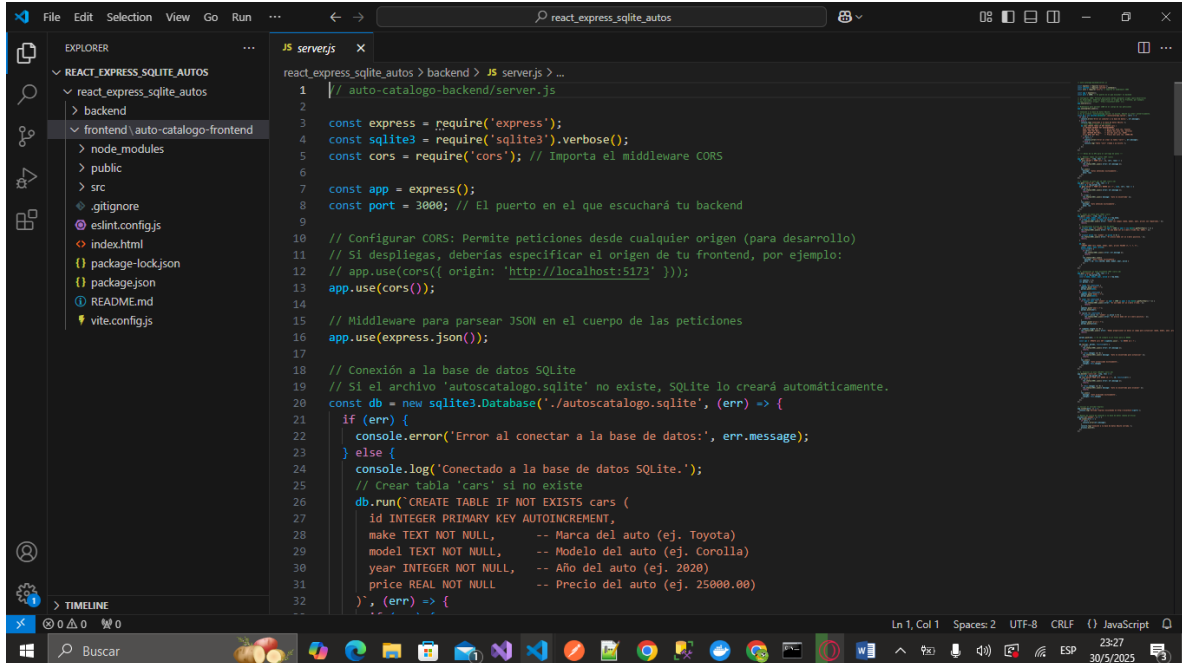 File Edit Selection View Go Run ... react_express_sqlite_autos
EXPLORER ...
REACT_EXPRESS_SQLITE_AUTOS
react_express_sqlite_autos
backend
frontend \ auto-catalogo-frontend
node_modules
public
src
.gitignore
eslint.config.js
index.html
package-lock.json
package.json
README.md
vite.config.js
TIMELINE
JS server.js
react_express_sqlite_autos > backend > JS server.js > ...
1 // auto-catalogo-backend/server.js
2
3 const express = require('express');
4 const sqlite3 = require('sqlite3').verbose();
5 const cors = require('cors'); // Importa el middleware CORS
6
7 const app = express();
8 const port = 3000; // El puerto en el que escuchará tu backend
9
10 // Configurar CORS: Permite peticiones desde cualquier origen (para desarrollo)
11 // Si despliegas, deberías especificar el origen de tu frontend, por ejemplo:
12 // app.use(cors({ origin: 'http://localhost:5173' }));
13 app.use(cors());
14
15 // Middleware para parsear JSON en el cuerpo de las peticiones
16 app.use(express.json());
17
18 // Conexión a la base de datos SQLite
19 // Si el archivo 'autoscatalogo.sqlite' no existe, SQLite lo creará automáticamente.
20 const db = new sqlite3.Database('./autoscatalogo.sqlite', (err) => {
21 if (err) {
22 console.error('Error al conectar a la base de datos:', err.message);
23 } else {
24 console.log('Conectado a la base de datos SQLite.');
25 // Crear tabla 'cars' si no existe
26 db.run(`CREATE TABLE IF NOT EXISTS cars (
27 id INTEGER PRIMARY KEY AUTOINCREMENT,
28 make TEXT NOT NULL, -- Marca del auto (ej. Toyota)
29 model TEXT NOT NULL, -- Modelo del auto (ej. Corolla)
30 year INTEGER NOT NULL, -- Año del auto (ej. 2020)
31 price REAL NOT NULL -- Precio del auto (ej. 25000.00)
32 )`, (err) => {
0 0 0 Ln 1, Col 1 Spaces: 2 UTF-8 CRLF {} JavaScript
Buscar ESP 23:27
30/5/2025